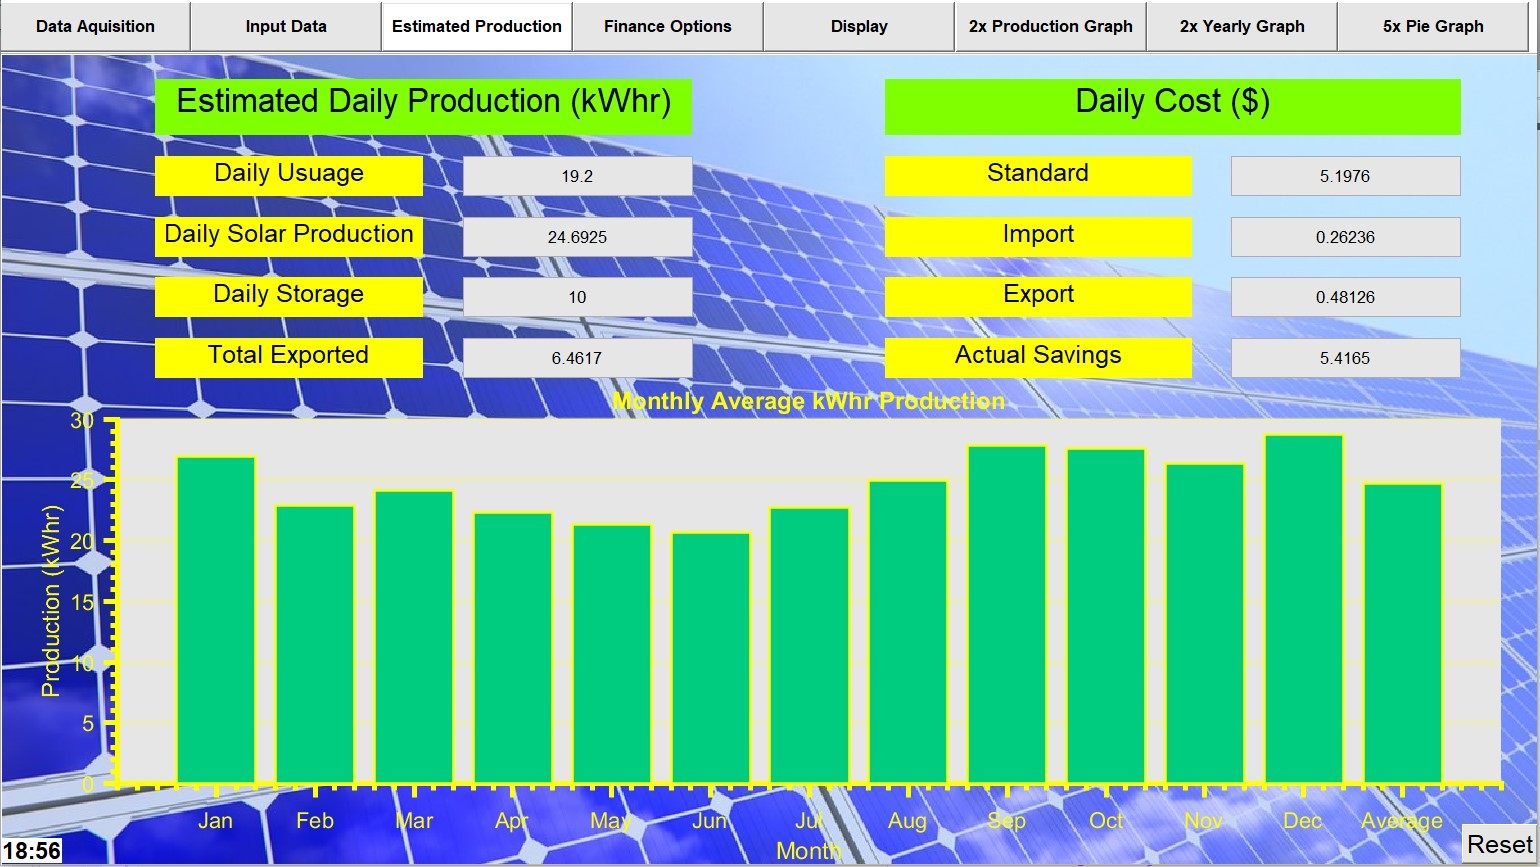 Data Aquisition
Input Data
Estimated Production
Finance Options
Display
2x Production Graph
2x Yearly Graph
5x Pie Graph
Estimated Daily Production (kWhr)
Daily Usuage
19.2
Daily Solar Production
24.6925
Daily Storage
10
Total Exported
6.4617
Daily Cost ($)
Standard
5.1976
Import
0.26236
Export
0.48126
Actual Savings
5.4165
Monthly Average kWhr Production
Production (kWhr)
30
25
20
15
10
5
0
Jan
Feb
Mar
Apr
May
Jun
Jul
Aug
Sep
Oct
Nov
Dec
Average
Month
18:56
Reset